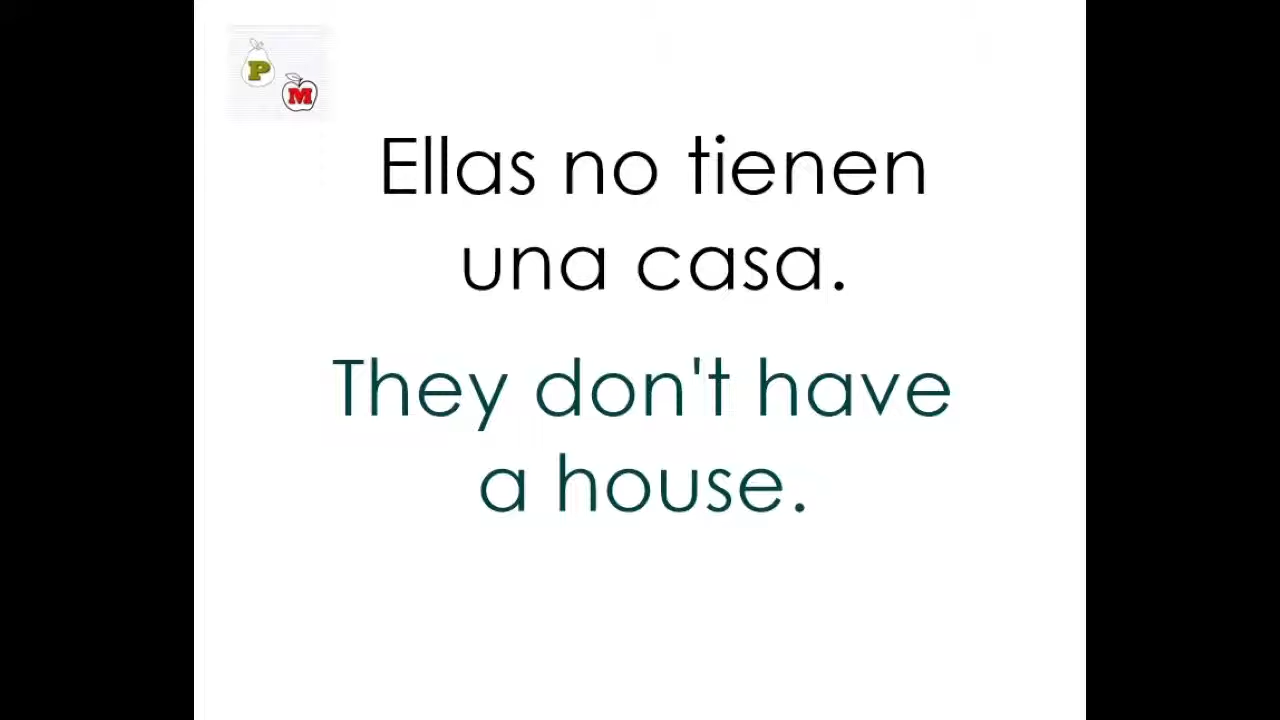 P
M
Ellas no tienen
una casa.
They don't have
a house.